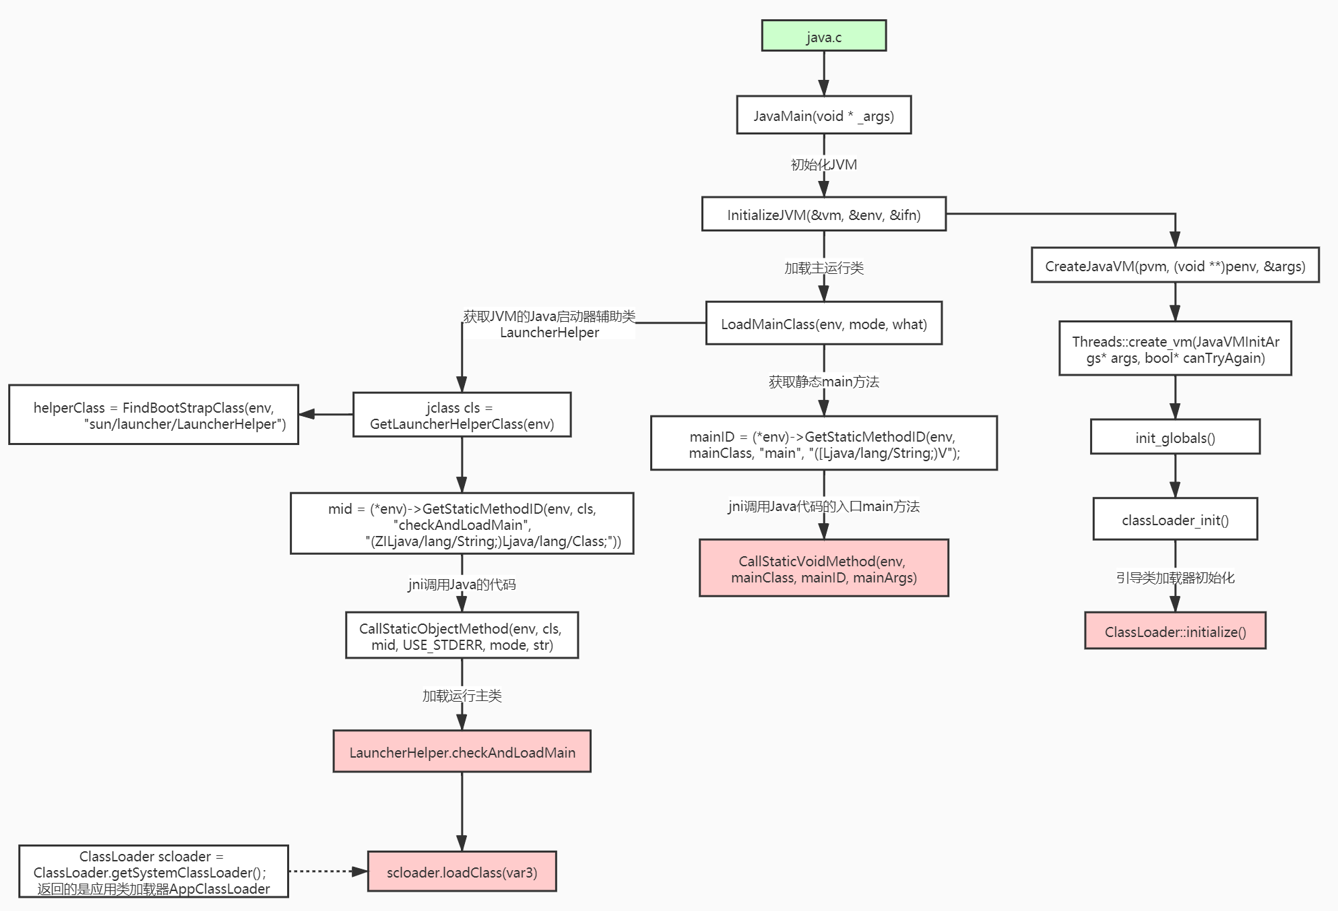 java.c
JavaMain(void * _args)
初始化JVM
InitializeJVM(&vm, &env, &ifn)
加载主运行类
CreateJavaVM(pvm, (void **)penv, &args)
获取JVM的Java启动器辅助类
LauncherHelper
LoadMainClass(env, mode, what)
Threads::create_vm(JavaVMInitAr
gs* args, bool* canTryAgain)
获取静态main方法
helperClass = FindBootStrapClass(env,
"sun/launcher/LauncherHelper")
jclass cls =
GetLauncherHelperClass(env)
mainID = (*env)->GetStaticMethodID(env,
mainClass, "main", "([Ljava/lang/String;)V");
init_globals()
mid = (*env)->GetStaticMethodID(env, cls,
"checkAndLoadMain",
"(ZILjava/lang/String;)Ljava/lang/Class;"))
jni调用Java代码的入口main方法
classLoader_init()
jni调用Java的代码
CallStaticVoidMethod(env,
mainClass, mainID, mainArgs)
引导类加载器初始化
CallStaticObjectMethod(env, cls,
mid, USE_STDERR, mode, str)
ClassLoader::initialize()
加载运行主类
LauncherHelper.checkAndLoadMain
ClassLoader scloader =
ClassLoader.getSystemClassLoader();
返回的是应用类加载器AppClassLoader
scloader.loadClass(var3)